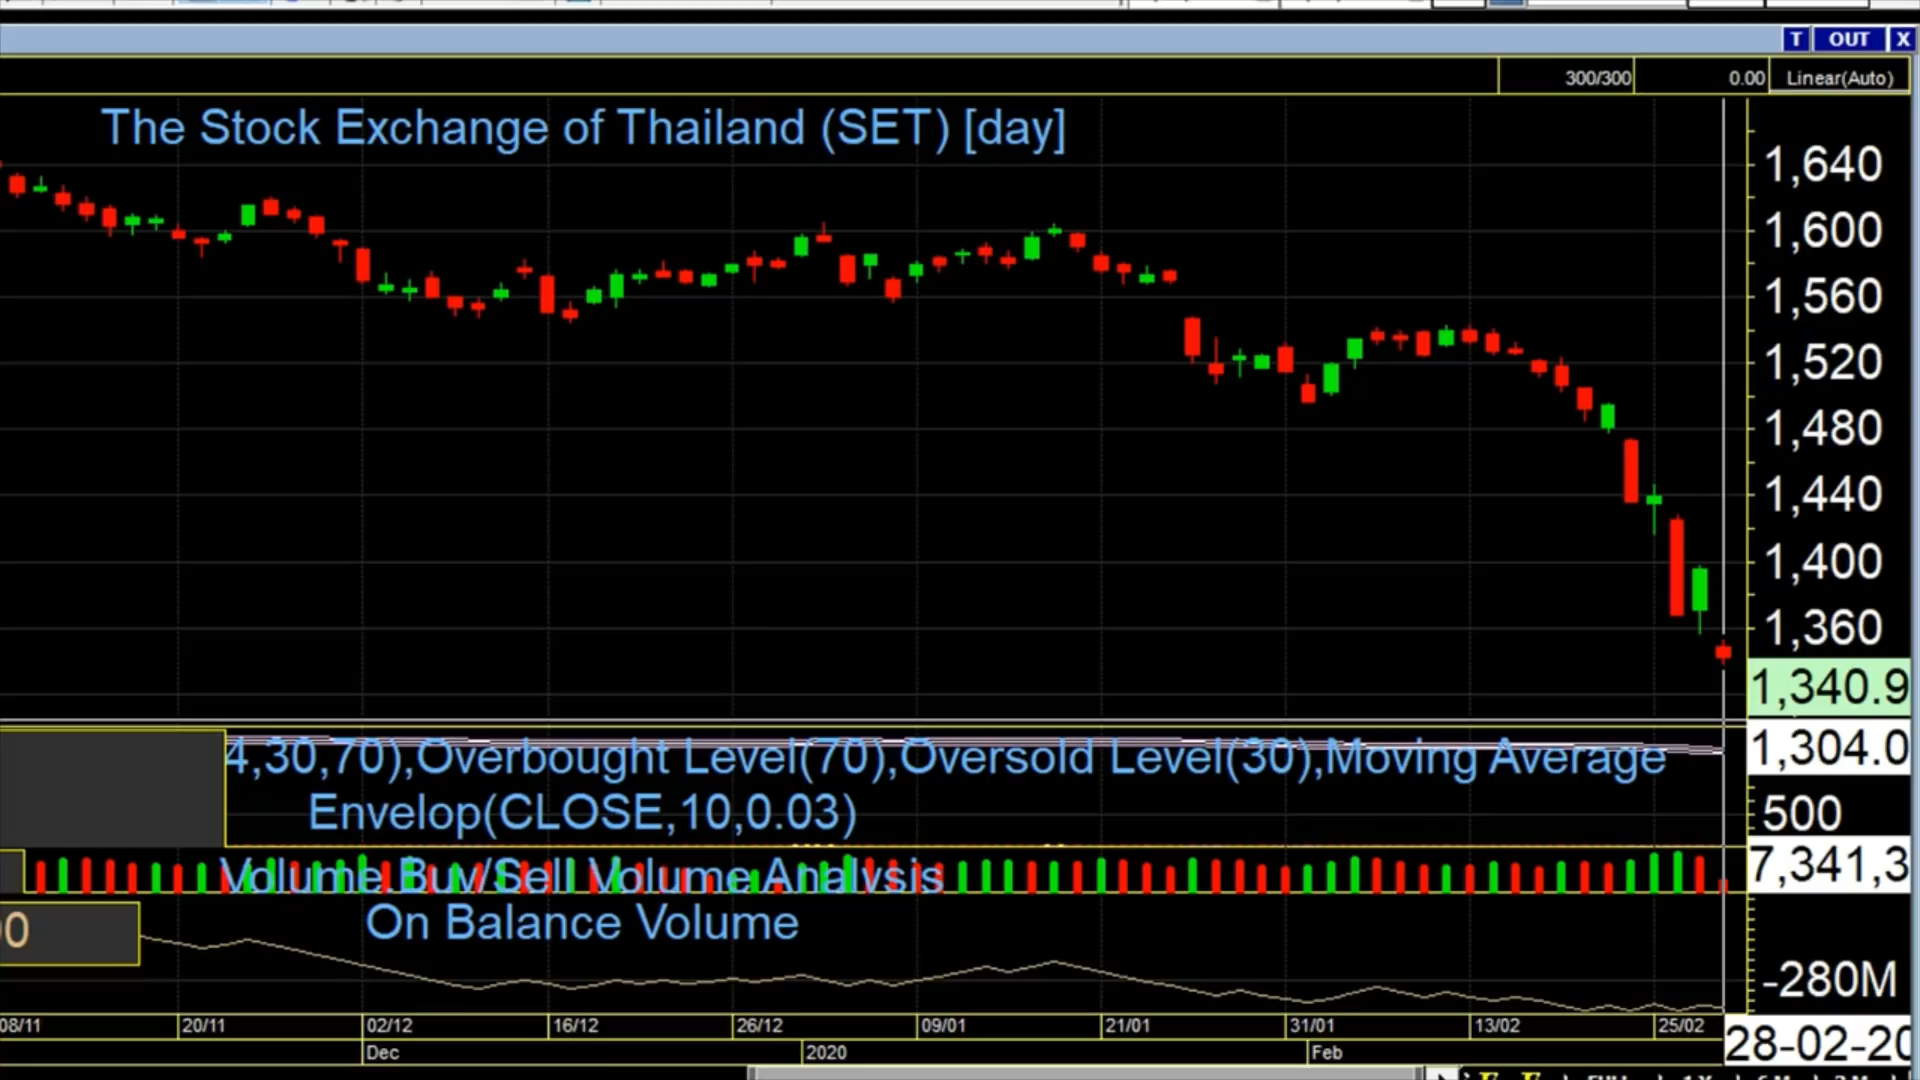 T OUT X
300/300 0.00 Linear(Auto)
The Stock Exchange of Thailand (SET) [day]
1,640
1,600
1,560
1,520
1,480
1,440
1,400
1,360
1,340.9
4,30,70),Overbought Level(70),Oversold Level(30),Moving Average
1,304.0
Envelop(CLOSE,10,0.03)
500
Volume,Buy/Sell Volume Analysis
7,341,3
On Balance Volume
00
-280M
08/11 20/11 02/12 16/12 26/12 09/01 21/01 31/01 13/02 25/02
28-02-20
Dec 2020 Feb